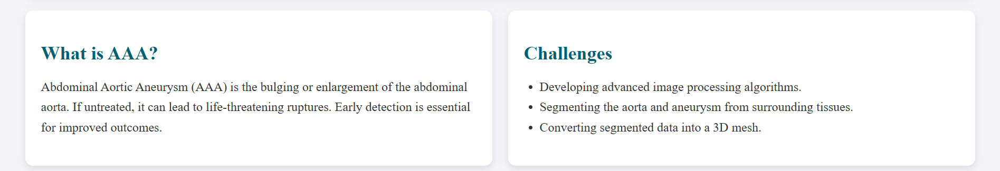 What is AAA?
Abdominal Aortic Aneurysm (AAA) is the bulging or enlargement of the abdominal
aorta. If untreated, it can lead to life-threatening ruptures. Early detection is essential
for improved outcomes.
Challenges
• Developing advanced image processing algorithms.
• Segmenting the aorta and aneurysm from surrounding tissues.
• Converting segmented data into a 3D mesh.